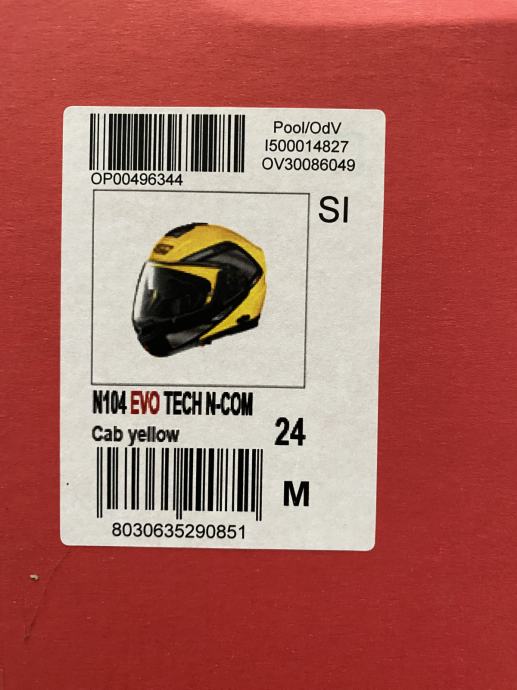 Pool/OdV
I500014827
OV30086049
OP00496344
SI
N104 EVO TECH N-COM
Cab yellow
24
M
8030635290851